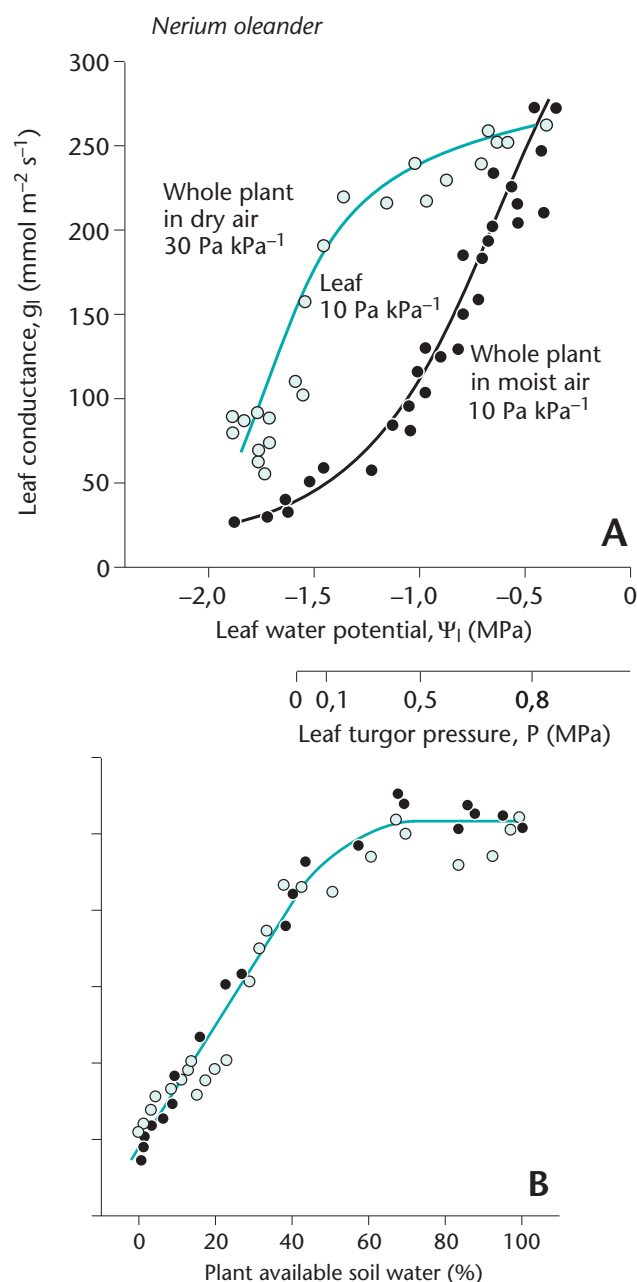 Nerium oleander
300
250
200
150
100
50
0
Leaf conductance, gl (mmol m⁻² s⁻¹)
Whole plant
in dry air
30 Pa kPa⁻¹
Leaf
10 Pa kPa⁻¹
Whole plant
in moist air
10 Pa kPa⁻¹
A
–2,0 –1,5 –1,0 –0,5 0
Leaf water potential, Ψl (MPa)
0 0,1 0,5 0,8
Leaf turgor pressure, P (MPa)
B
0 20 40 60 80 100
Plant available soil water (%)